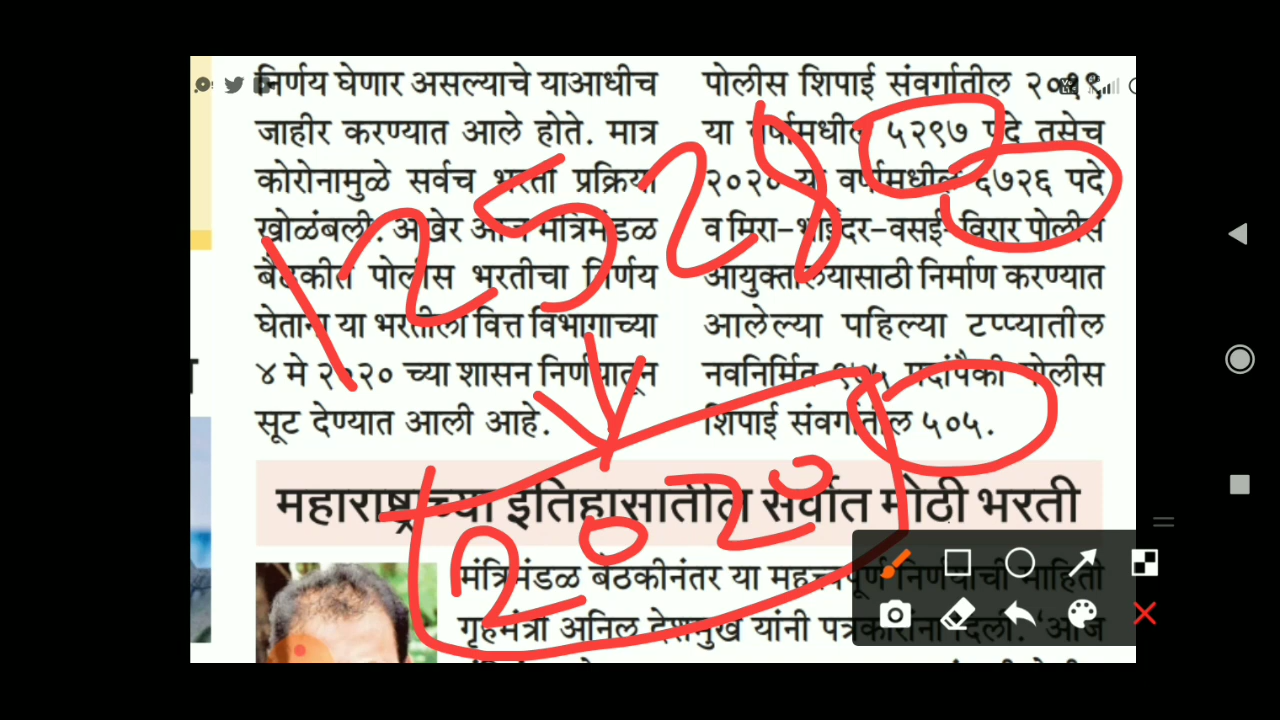 निर्णय घेणार असल्याचे याआधीच
जाहीर करण्यात आले होते. मात्र
कोरोनामुळे सर्वच भरती प्रक्रिया
खोळंबली. अखेर आज मंत्रिमंडळ
बैठकीत पोलीस भरतीचा निर्णय
घेताना या भरतीला वित्त विभागाच्या
४ मे २०२० च्या शासन निर्णयातून
सूट देण्यात आली आहे.
पोलीस शिपाई संवर्गातील २०१९
या वर्षामधील ५२९७ पदे तसेच
२०२० या वर्षामधील ६७२६ पदे
व मिरा-भाईंदर-वसई-विरार पोलीस
आयुक्तालयासाठी निर्माण करण्यात
आलेल्या पहिल्या टप्प्यातील
नवनिर्मित ९७५ पदांपैकी पोलीस
शिपाई संवर्गातील ५०५.
12528
2020
महाराष्ट्राच्या इतिहासातील सर्वात मोठी भरती
मंत्रिमंडळ बैठकीनंतर या महत्त्वपूर्ण निर्णयाची माहिती
गृहमंत्री अनिल देशमुख यांनी पत्रकारांना दिली. 'आज